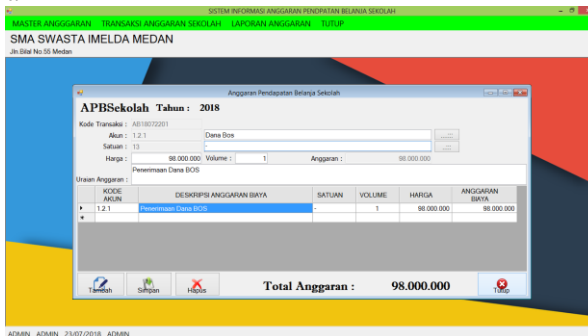 SISTEM INFORMASI ANGGARAN PENDPATAN BELANJA SEKOLAH
MASTER ANGGGARAN TRANSAKSI ANGGARAN SEKOLAH LAPORAN ANGGARAN TUTUP
SMA SWASTA IMELDA MEDAN
Jln.Bilal No.55 Medan
Anggaran Pendapatan Belanja Sekolah
APBSekolah Tahun : 2018
Kode Transaksi : AB18072201
Akun : 1.2.1 Dana Bos
Satuan : 13 -
Harga : 98.000.000 Volume : 1 Anggaran : 98.000.000
Penerimaan Dana BOS
Uraian Anggaran :
KODE AKUN DESKRIPSI ANGGARAN BIAYA SATUAN VOLUME HARGA ANGGARAN BIAYA
1.2.1 Penerimaan Dana BOS - 1 98.000.000 98.000.000
Tambah Simpan Hapus Total Anggaran : 98.000.000 Tutup
ADMIN ADMIN 23/07/2018 ADMIN